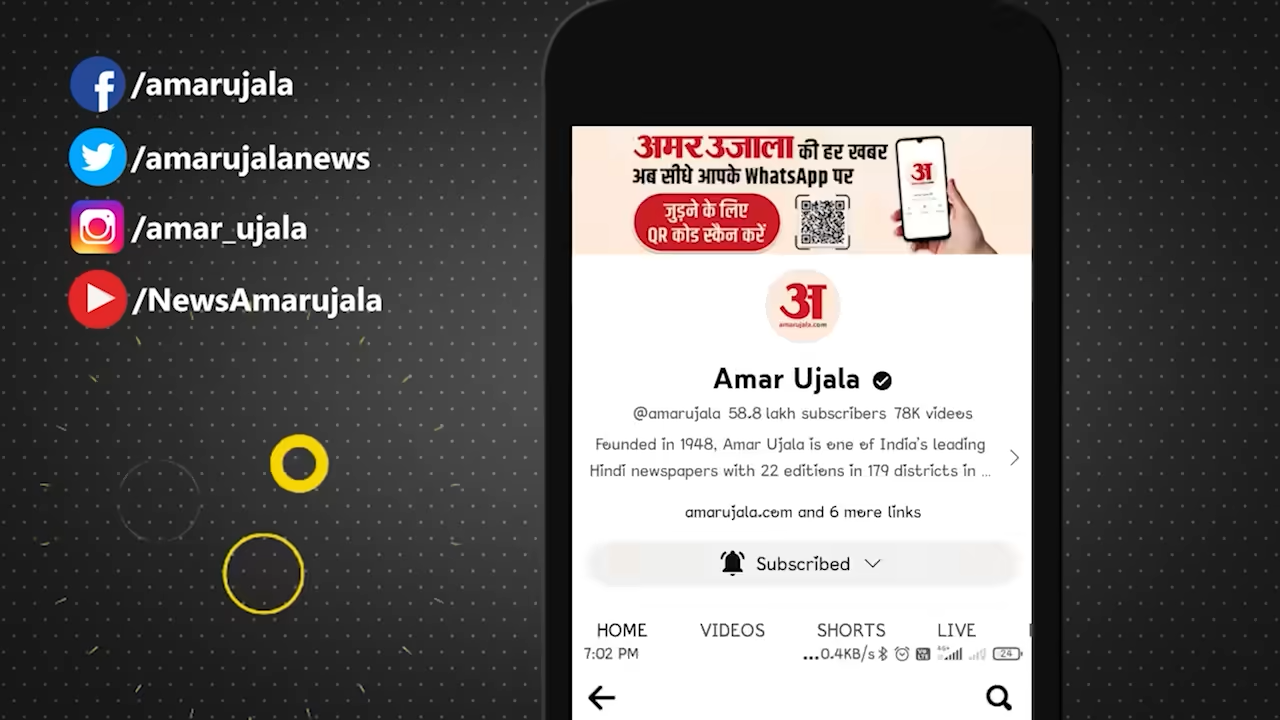 /amarujala
/amarujalanews
/amar_ujala
/NewsAmarujala
अमर उजाला की हर खबर
अब सीधे आपके WhatsApp पर
जुड़ने के लिए
QR कोड स्कैन करें
अ
अ
amarujala.com
Amar Ujala
@amarujala 58.8 lakh subscribers 78K videos
Founded in 1948, Amar Ujala is one of India's leading
Hindi newspapers with 22 editions in 179 districts in ...
amarujala.com and 6 more links
Subscribed
HOME VIDEOS SHORTS LIVE
7:02 PM ...0.4KB/s 4G+ 24